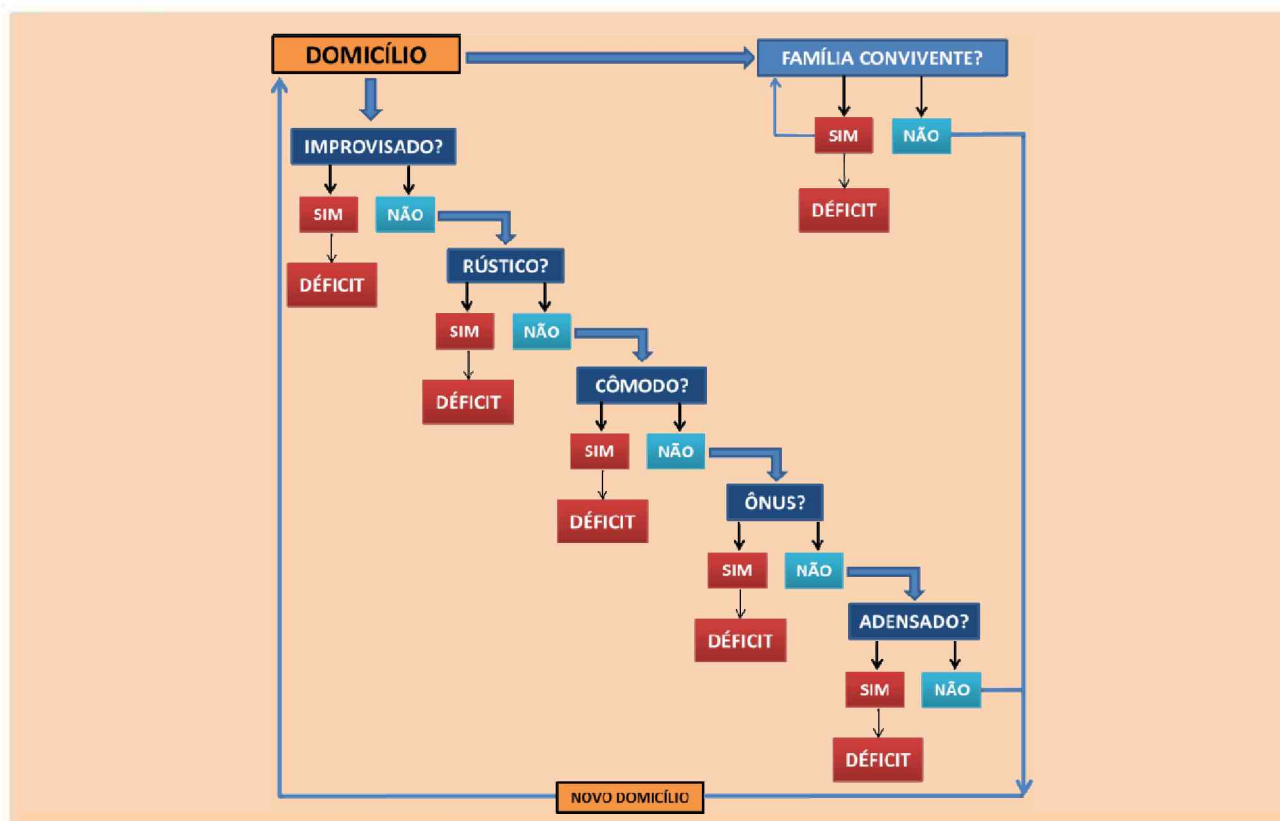 DOMICÍLIO
FAMÍLIA CONVIVENTE?
SIM
NÃO
DÉFICIT
IMPROVISADO?
SIM
NÃO
DÉFICIT
RÚSTICO?
SIM
NÃO
DÉFICIT
CÔMODO?
SIM
NÃO
DÉFICIT
ÔNUS?
SIM
NÃO
DÉFICIT
ADENSADO?
SIM
NÃO
DÉFICIT
NOVO DOMICÍLIO